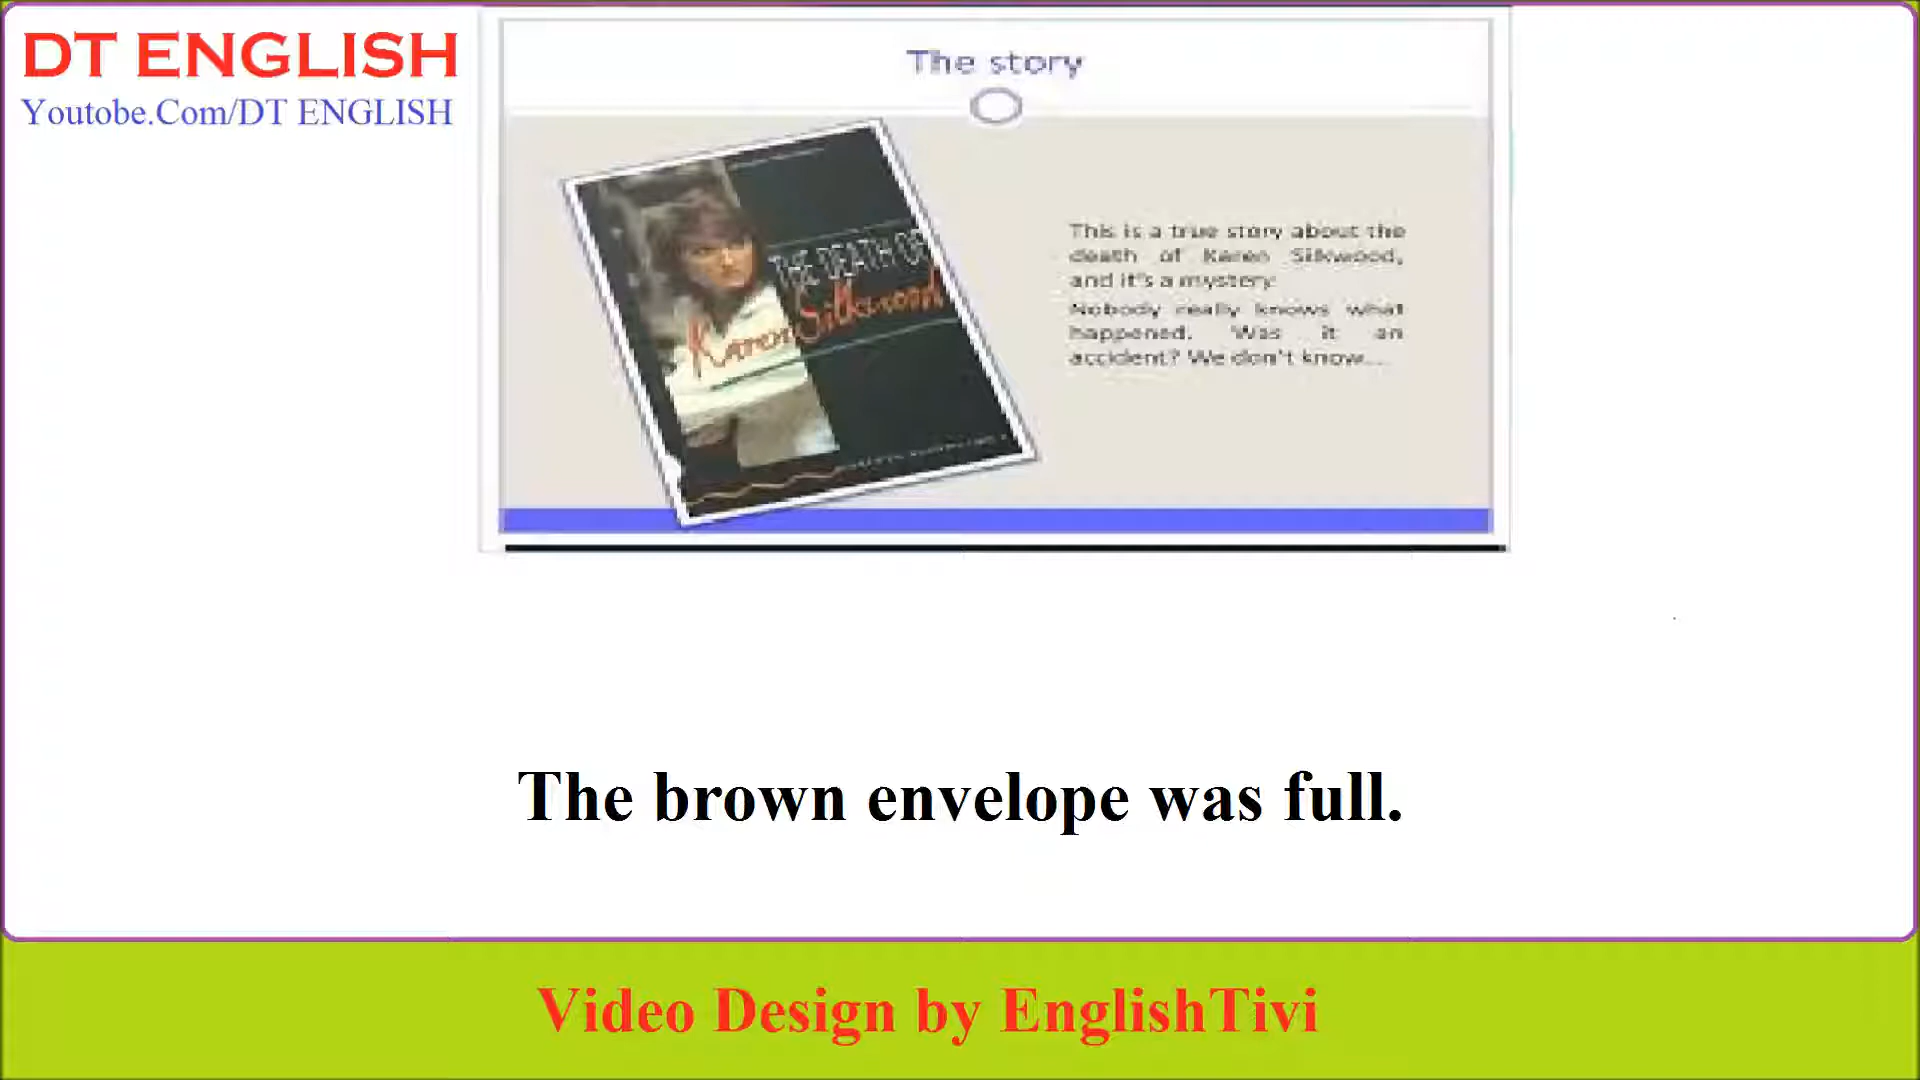 DT ENGLISH
Youtobe.Com/DT ENGLISH
The story
THE DEATH OF
Karen Silkwood
This is a true story about the
death of Karen Silkwood,
and it's a mystery
Nobody really knows what
happened. Was it an
accident? We don't know...
The brown envelope was full.
Video Design by EnglishTivi